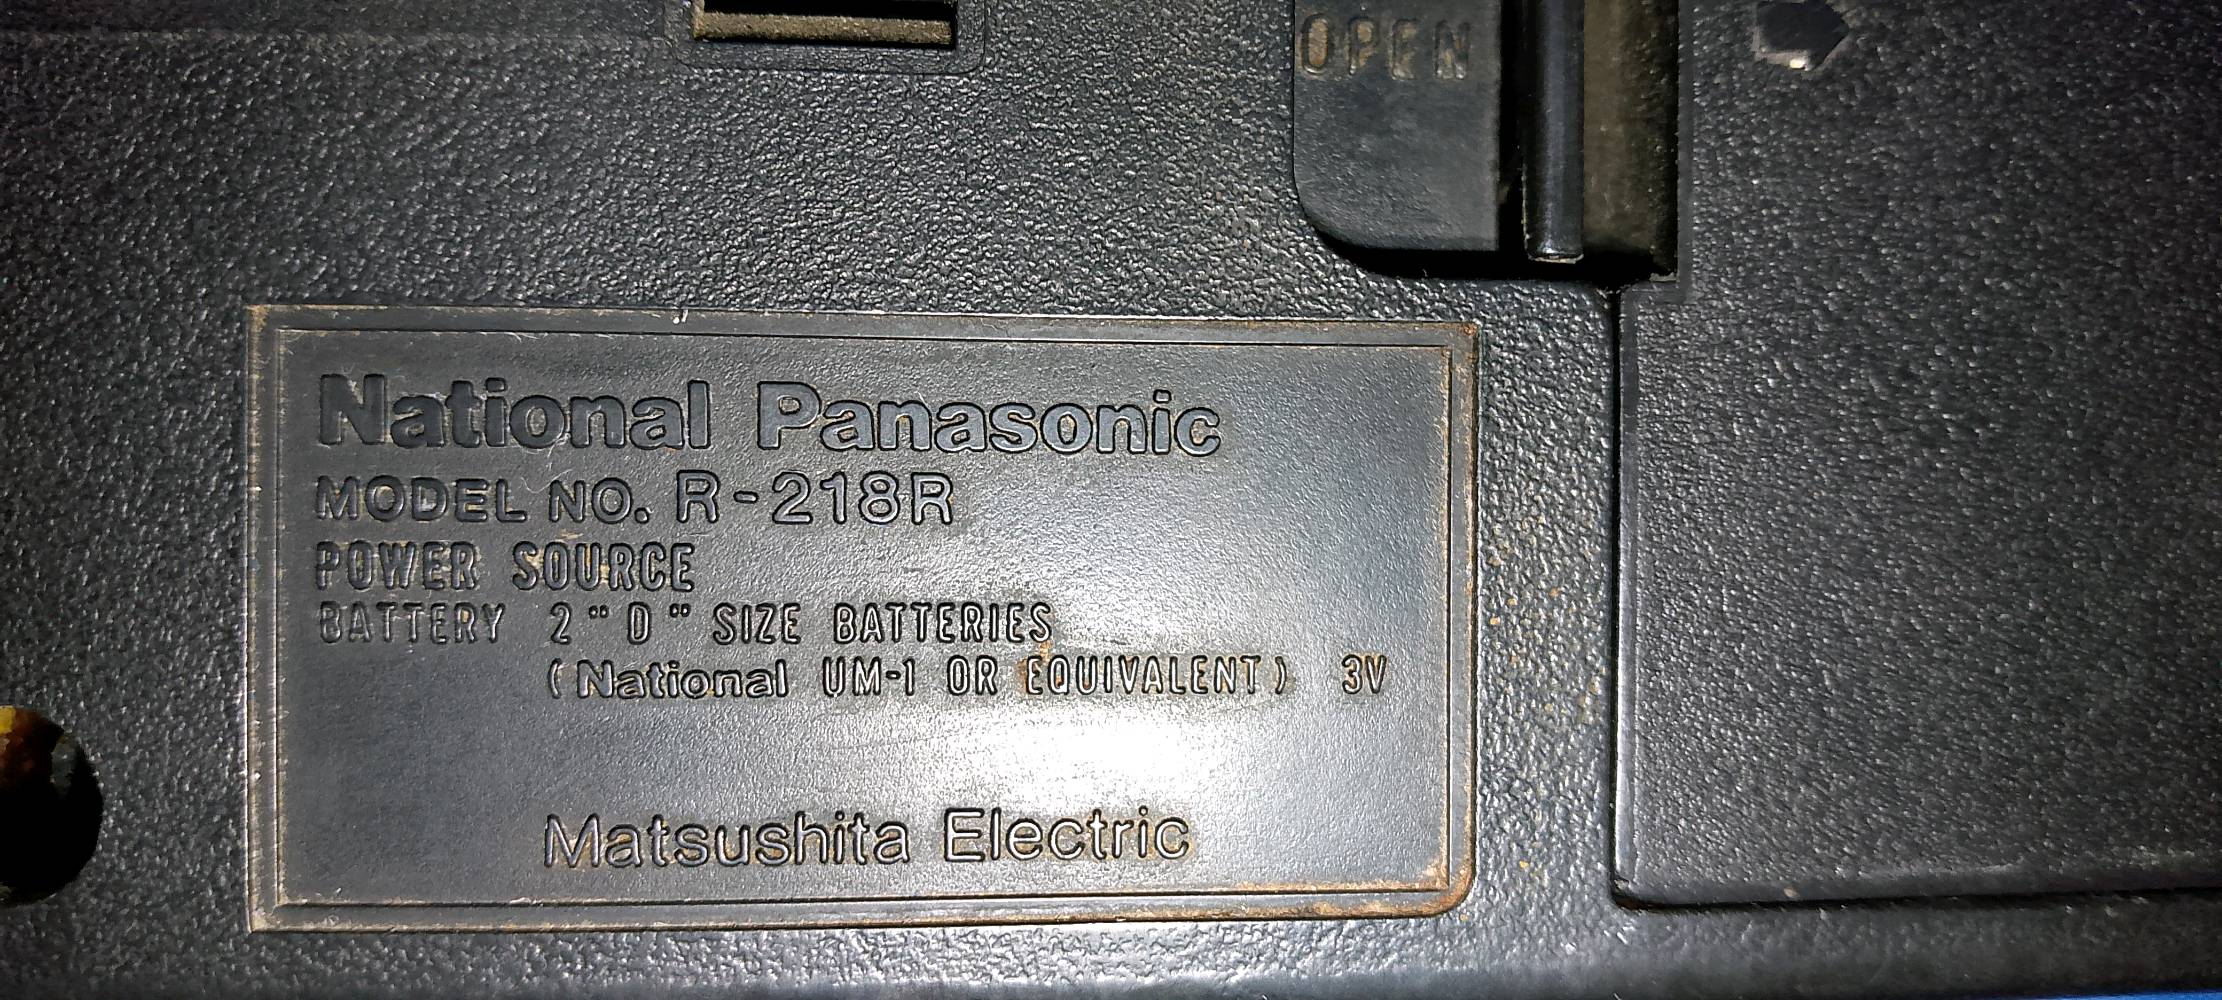 OPEN
National Panasonic
MODEL NO. R-218R
POWER SOURCE
BATTERY 2 "D" SIZE BATTERIES
(National UM-1 OR EQUIVALENT) 3V
Matsushita Electric